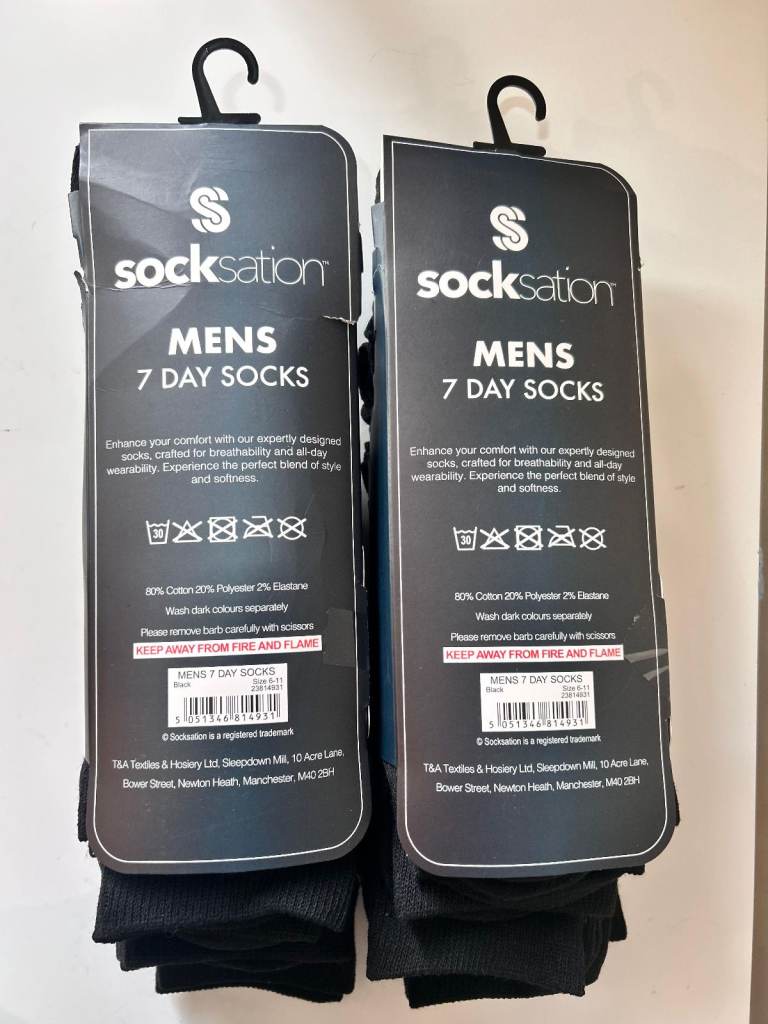 socksation™
MENS
7 DAY SOCKS
Enhance your comfort with our expertly designed
socks, crafted for breathability and all-day
wearability. Experience the perfect blend of style
and softness.
30
80% Cotton 20% Polyester 2% Elastane
Wash dark colours separately
Please remove barb carefully with scissors
KEEP AWAY FROM FIRE AND FLAME
MENS 7 DAY SOCKS
Black Size 6-11
23814931
5 051346 814931
© Socksation is a registered trademark
T&A Textiles & Hosiery Ltd, Sleepdown Mill, 10 Acre Lane,
Bower Street, Newton Heath, Manchester, M40 2BH
socksation™
MENS
7 DAY SOCKS
Enhance your comfort with our expertly designed
socks, crafted for breathability and all-day
wearability. Experience the perfect blend of style
and softness.
30
80% Cotton 20% Polyester 2% Elastane
Wash dark colours separately
Please remove barb carefully with scissors
KEEP AWAY FROM FIRE AND FLAME
MENS 7 DAY SOCKS
Black Size 6-11
23814931
5 051346 814931
© Socksation is a registered trademark
T&A Textiles & Hosiery Ltd, Sleepdown Mill, 10 Acre Lane,
Bower Street, Newton Heath, Manchester, M40 2BH